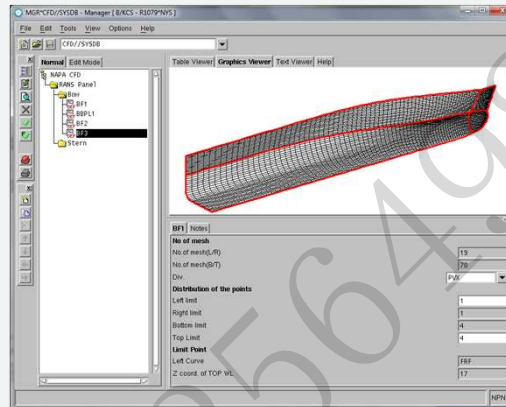 MGR*CFD//SYSDB - Manager [ B/KCS - R1079*NYS ]
File Edit Tools View Options Help
CFD//SYSDB
Normal Edit Mode
NAPA CFD
RANS Panel
Bow
BF1
BBPL1
BF2
BF3
Stern
Table Viewer Graphics Viewer Text Viewer Help
BF1 Notes
No of mesh
No.of mesh(L/R) 19
No.of mesh(B/T) 70
Div. PVX
Distribution of the points
Left limit 1
Right limit 1
Bottom limit 4
Top Limit 4
Limit Point
Left Curve FRF
Z coord. of TOP WL 17
NPN